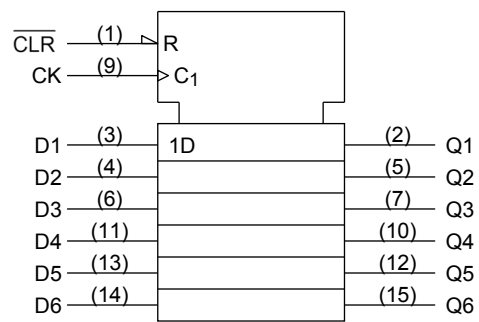 CLR (1) R
CK (9) C1
D1 (3) 1D (2) Q1
D2 (4) (5) Q2
D3 (6) (7) Q3
D4 (11) (10) Q4
D5 (13) (12) Q5
D6 (14) (15) Q6